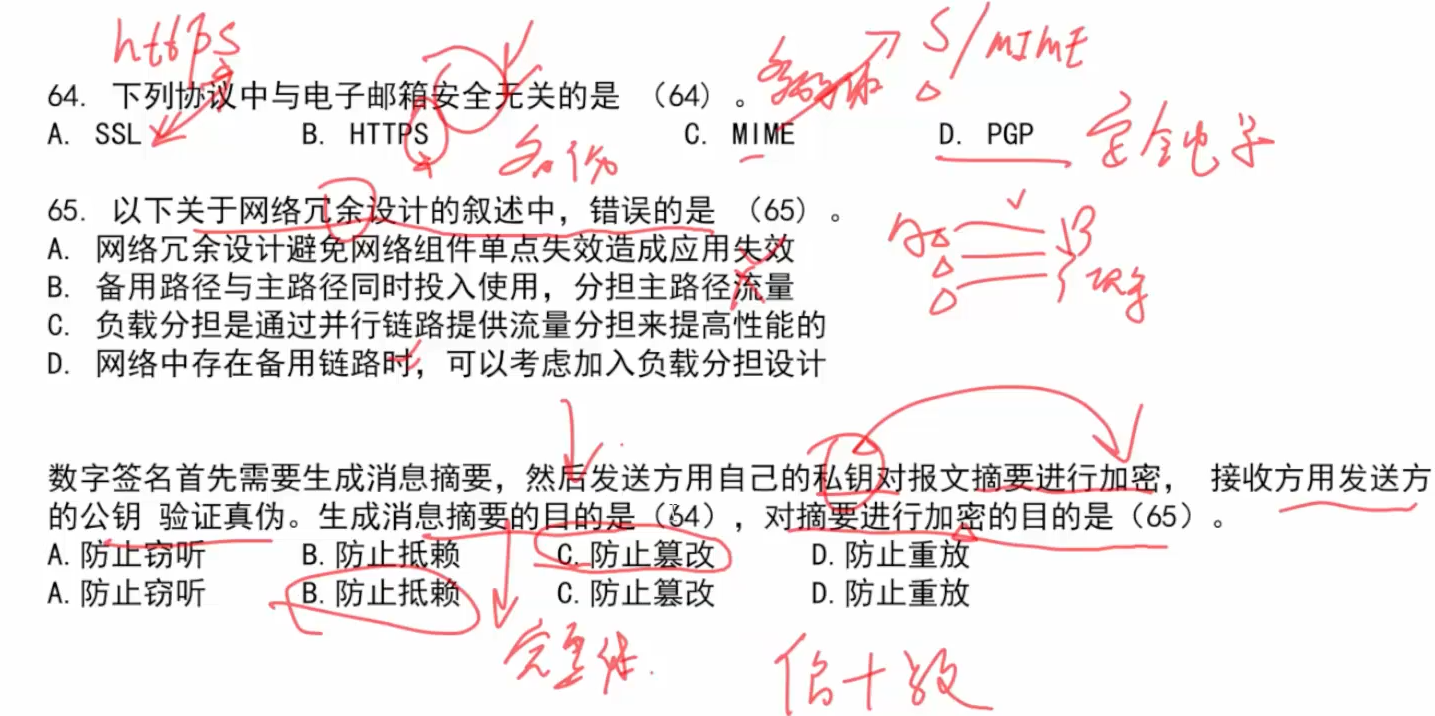 https
S/MIME
64. 下列协议中与电子邮箱安全无关的是 （64）。
A. SSL B. HTTPS C. MIME D. PGP
安全电子
备份
65. 以下关于网络冗余设计的叙述中，错误的是 （65）。
A. 网络冗余设计避免网络组件单点失效造成应用失效
B. 备用路径与主路径同时投入使用，分担主路径流量
C. 负载分担是通过并行链路提供流量分担来提高性能的
D. 网络中存在备用链路时，可以考虑加入负载分担设计
A B
数字签名首先需要生成消息摘要，然后发送方用自己的私钥对报文摘要进行加密， 接收方用发送方
的公钥 验证真伪。生成消息摘要的目的是（64），对摘要进行加密的目的是（65）。
A.防止窃听 B.防止抵赖 C.防止篡改 D.防止重放
A.防止窃听 B.防止抵赖 C.防止篡改 D.防止重放
完整性